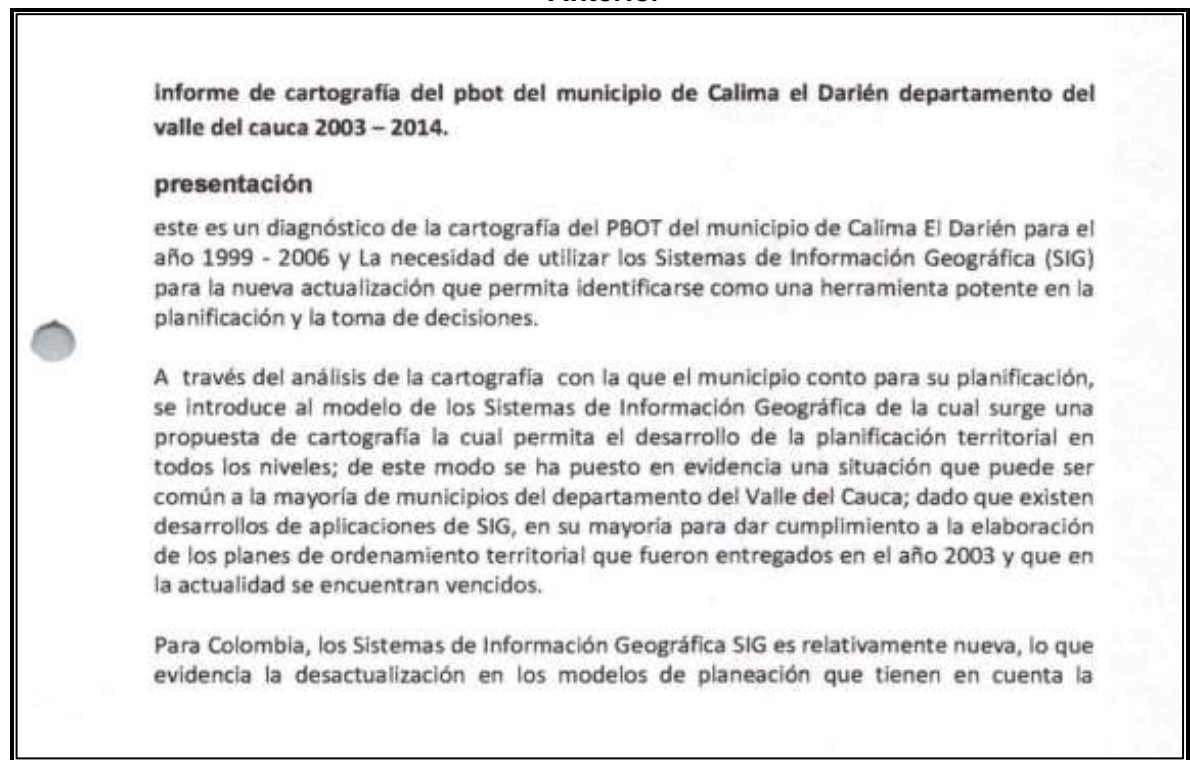 informe de cartografía del pbot del municipio de Calima el Darién departamento del
valle del cauca 2003 – 2014.
presentación
este es un diagnóstico de la cartografía del PBOT del municipio de Calima El Darién para el
año 1999 - 2006 y La necesidad de utilizar los Sistemas de Información Geográfica (SIG)
para la nueva actualización que permita identificarse como una herramienta potente en la
planificación y la toma de decisiones.
A través del análisis de la cartografía con la que el municipio conto para su planificación,
se introduce al modelo de los Sistemas de Información Geográfica de la cual surge una
propuesta de cartografía la cual permita el desarrollo de la planificación territorial en
todos los niveles; de este modo se ha puesto en evidencia una situación que puede ser
común a la mayoría de municipios del departamento del Valle del Cauca; dado que existen
desarrollos de aplicaciones de SIG, en su mayoría para dar cumplimiento a la elaboración
de los planes de ordenamiento territorial que fueron entregados en el año 2003 y que en
la actualidad se encuentran vencidos.
Para Colombia, los Sistemas de Información Geográfica SIG es relativamente nueva, lo que
evidencia la desactualización en los modelos de planeación que tienen en cuenta la